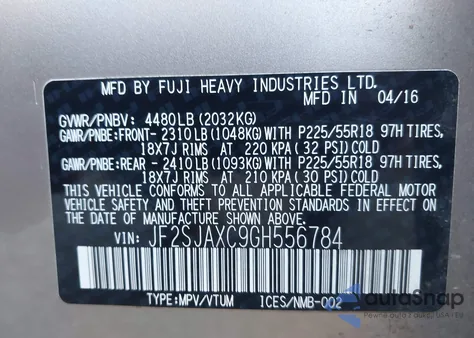 MFD BY FUJI HEAVY INDUSTRIES LTD.
MFD IN 04/16
GVWR/PNBV: 4480LB (2032KG)
GAWR/PNBE:FRONT- 2310LB (1048KG)WITH P225/55R18 97H TIRES,
18X7J RIMS AT 220 KPA (32 PSI)COLD
GAWR/PNBE:REAR - 2410LB (1093KG)WITH P225/55R18 97H TIRES,
18X7J RIMS AT 210 KPA (30 PSI)COLD
THIS VEHICLE CONFORMS TO ALL APPLICABLE FEDERAL MOTOR
VEHICLE SAFETY AND THEFT PREVENTION STANDARDS IN EFFECT
ON THE DATE OF MANUFACTURE SHOWN ABOVE.
VIN: JF2SJAXC9GH556784
TYPE:MPV/VTUM ICES/NMB-002
autoSnap